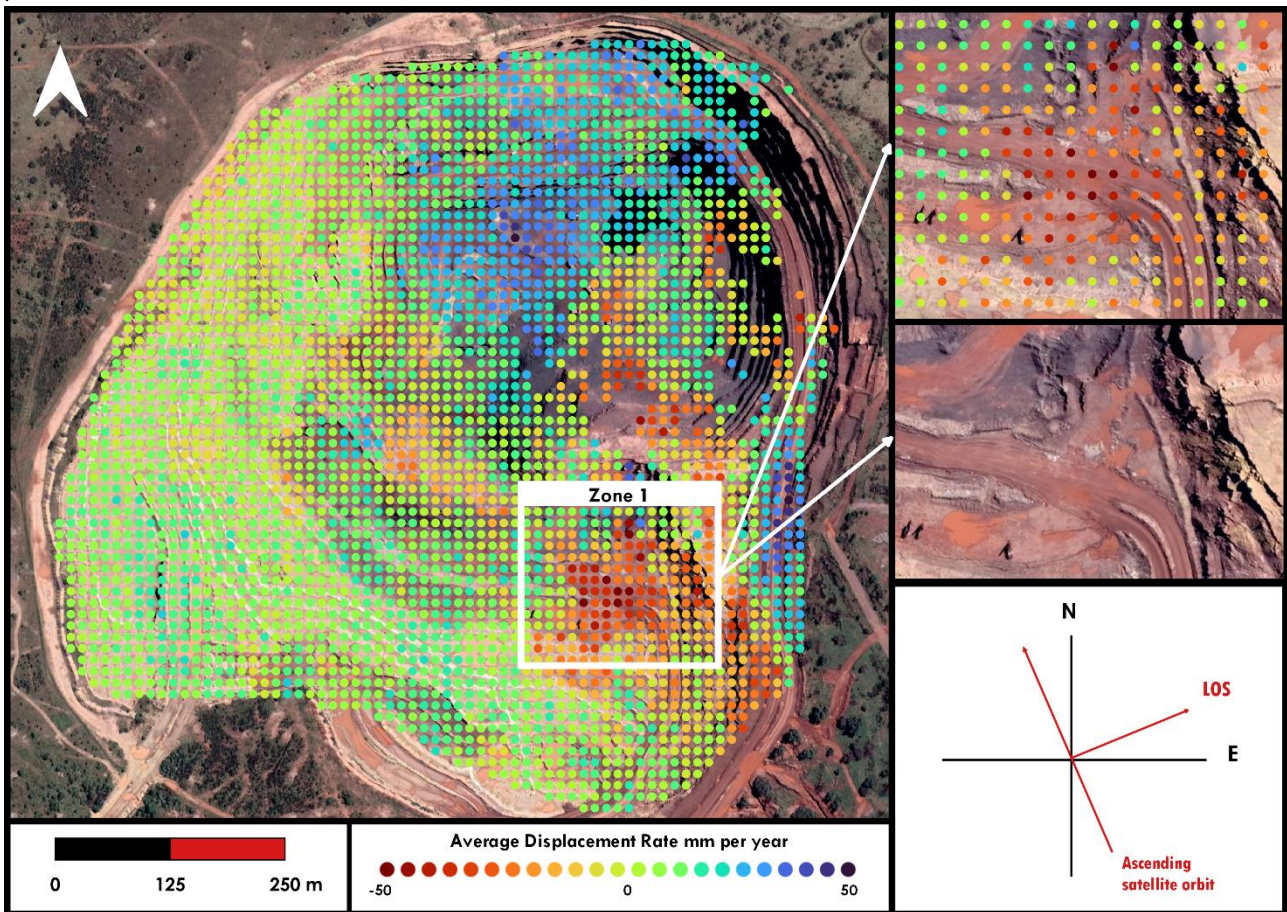 Zone 1
N
LOS
E
Ascending
satellite orbit
0 125 250 m
Average Displacement Rate mm per year
-50 0 50